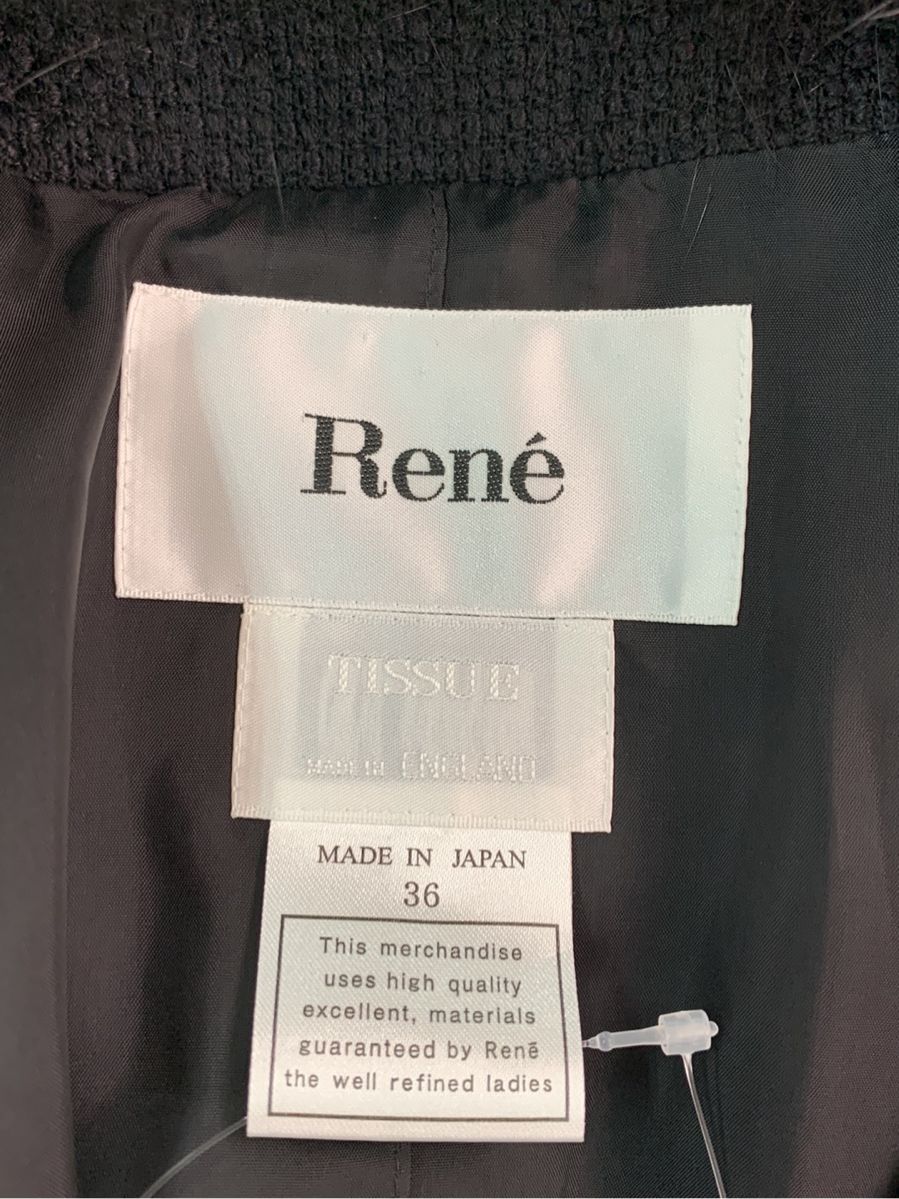 René
TISSUE
MADE IN ENGLAND
MADE IN JAPAN
36
This merchandise
uses high quality
excellent, materials
guaranteed by Renē
the well refined ladies